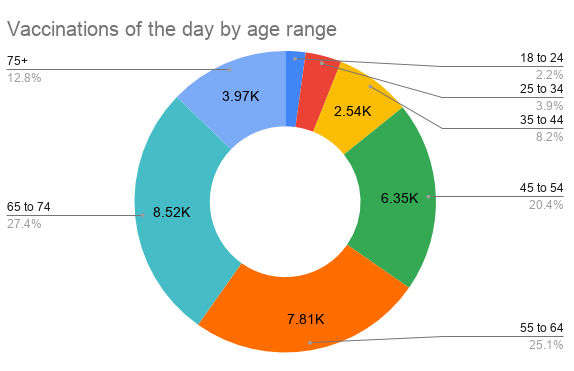 Vaccinations of the day by age range
18 to 24
2.2%
25 to 34
3.9%
35 to 44
8.2%
2.54K
45 to 54
20.4%
6.35K
55 to 64
25.1%
7.81K
65 to 74
27.4%
8.52K
75+
12.8%
3.97K